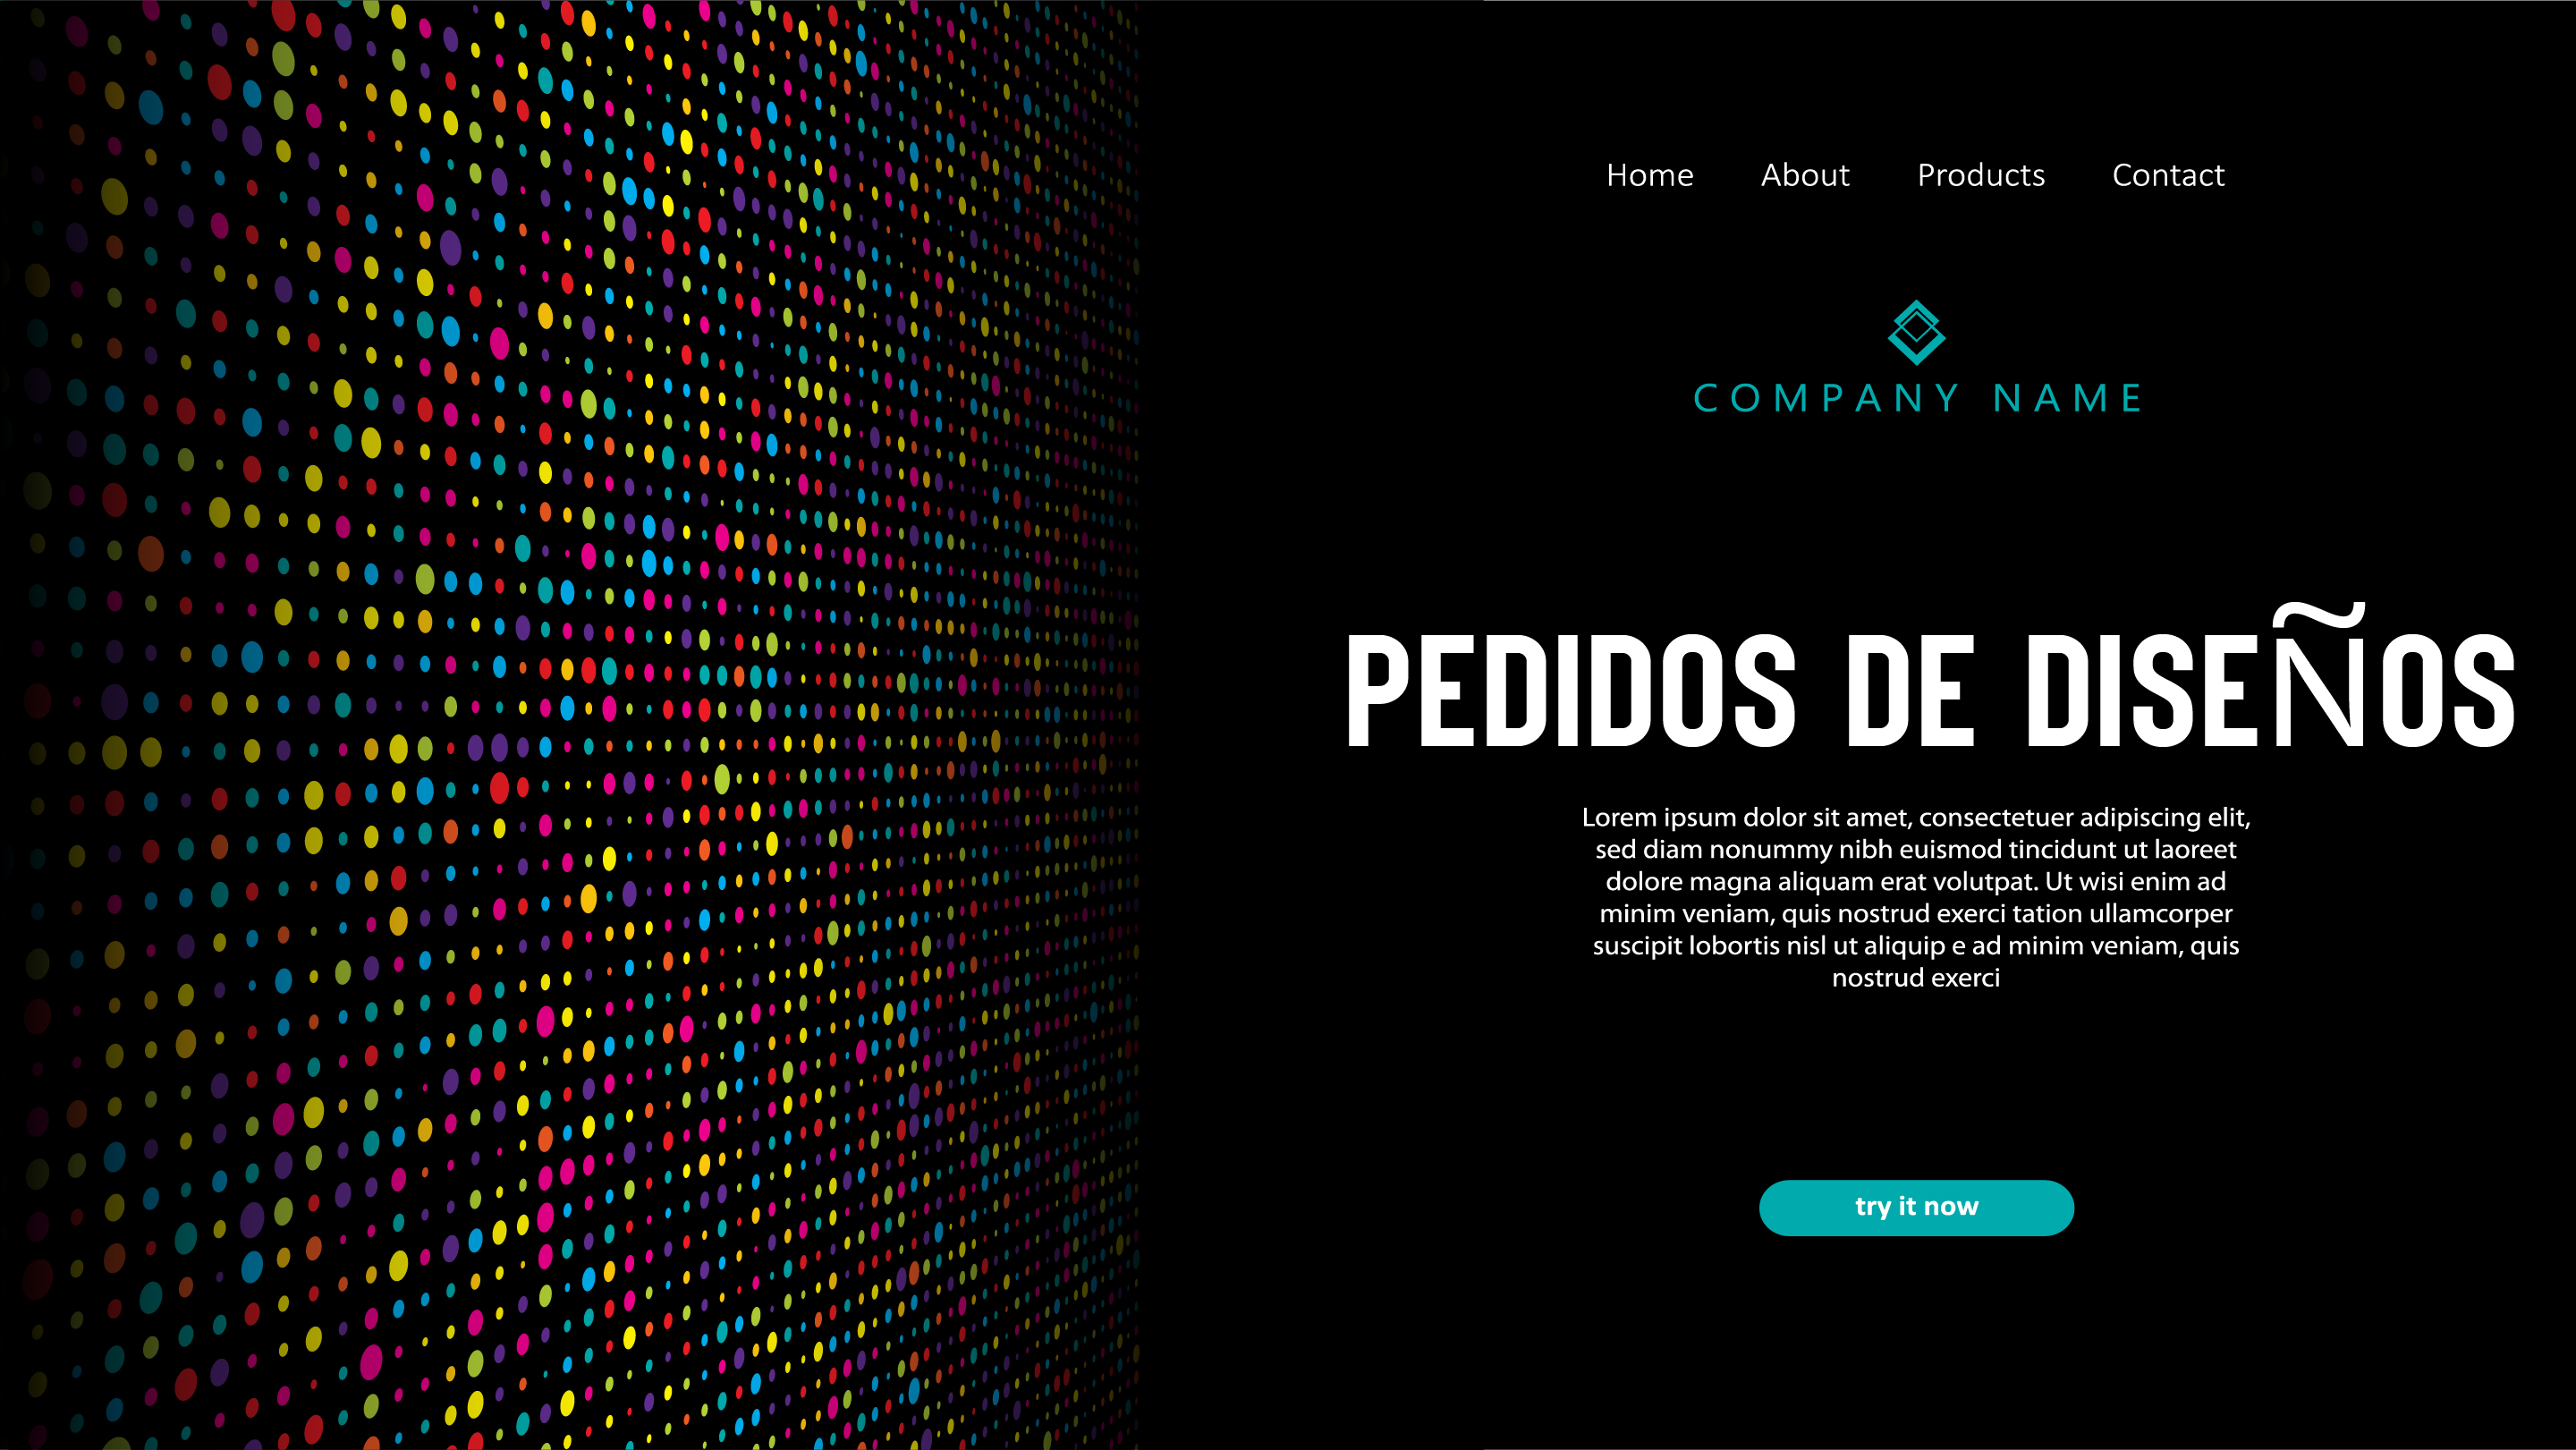 Home About Products Contact
COMPANY NAME
PEDIDOS DE DISEÑOS
Lorem ipsum dolor sit amet, consectetuer adipiscing elit,
sed diam nonummy nibh euismod tincidunt ut laoreet
dolore magna aliquam erat volutpat. Ut wisi enim ad
minim veniam, quis nostrud exerci tation ullamcorper
suscipit lobortis nisl ut aliquip e ad minim veniam, quis
nostrud exerci
try it now